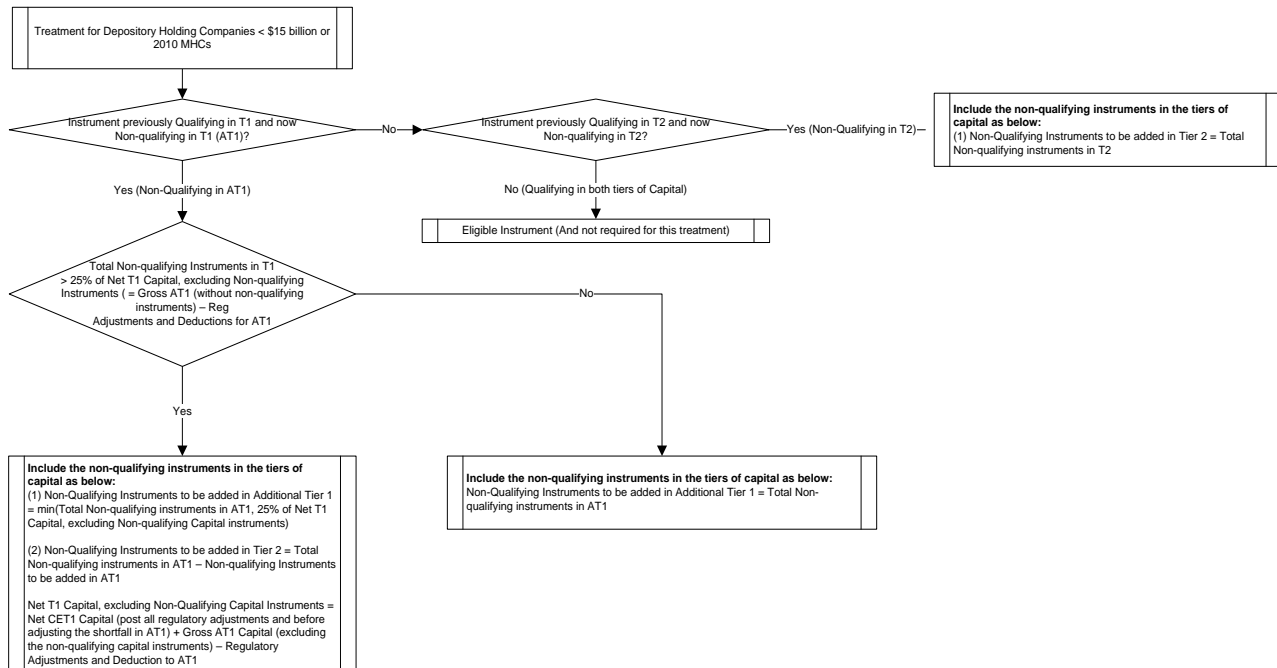 Treatment for Depository Holding Companies < $15 billion or
2010 MHCs
Instrument previously Qualifying in T1 and now
Non-qualifying in T1 (AT1)?
No
Instrument previously Qualifying in T2 and now
Non-qualifying in T2?
Yes (Non-Qualifying in T2)
Include the non-qualifying instruments in the tiers of
capital as below:
(1) Non-Qualifying Instruments to be added in Tier 2 = Total
Non-qualifying instruments in T2
Yes (Non-Qualifying in AT1)
No (Qualifying in both tiers of Capital)
Eligible Instrument (And not required for this treatment)
Total Non-qualifying Instruments in T1
> 25% of Net T1 Capital, excluding Non-qualifying
Instruments ( = Gross AT1 (without non-qualifying
instruments) – Reg
Adjustments and Deductions for AT1
No
Yes
Include the non-qualifying instruments in the tiers of
capital as below:
(1) Non-Qualifying Instruments to be added in Additional Tier 1
= min(Total Non-qualifying instruments in AT1, 25% of Net T1
Capital, excluding Non-qualifying Capital instruments)
(2) Non-Qualifying Instruments to be added in Tier 2 = Total
Non-qualifying instruments in AT1 – Non-qualifying Instruments
to be added in AT1
Net T1 Capital, excluding Non-Qualifying Capital Instruments =
Net CET1 Capital (post all regulatory adjustments and before
adjusting the shortfall in AT1) + Gross AT1 Capital (excluding
the non-qualifying capital instruments) – Regulatory
Adjustments and Deduction to AT1
Include the non-qualifying instruments in the tiers of capital as below:
Non-Qualifying Instruments to be added in Additional Tier 1 = Total Non-
qualifying instruments in AT1